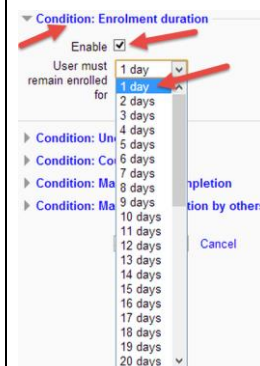 Condition: Enrolment duration
Enable
User must remain enrolled for
1 day
1 day
2 days
3 days
4 days
5 days
6 days
7 days
8 days
9 days
10 days
11 days
12 days
13 days
14 days
15 days
16 days
17 days
18 days
19 days
20 days
Condition: Un
Condition: Cou
Condition: Ma
pletion
Condition: Ma
tion by others
Cancel